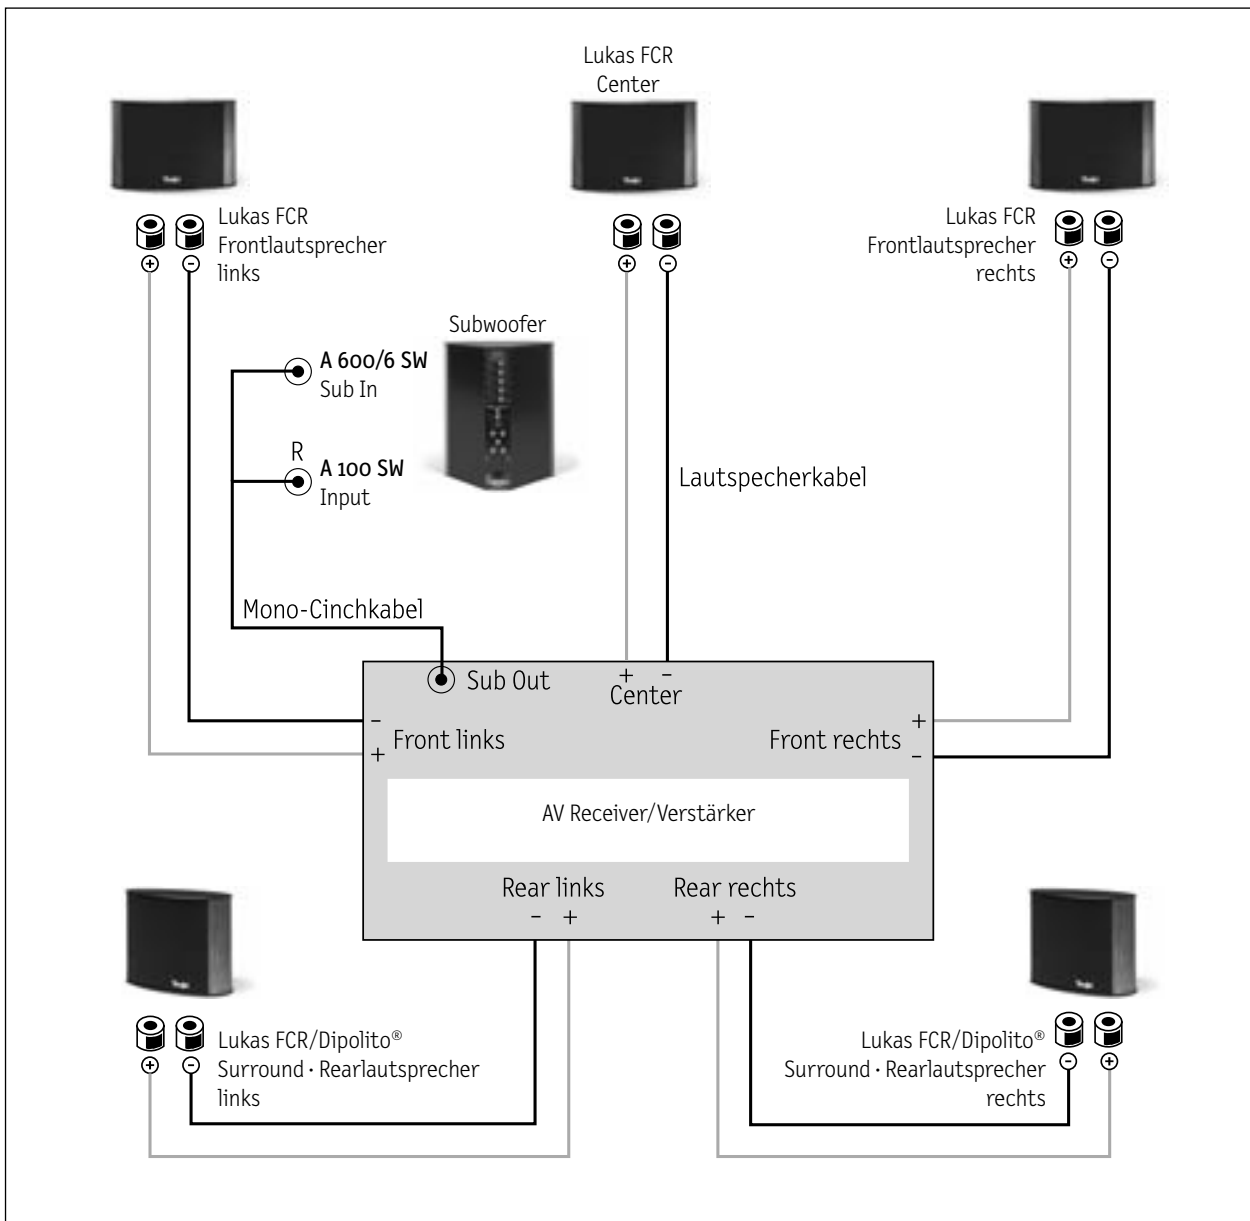 Lukas FCR
Center
Lukas FCR
Frontlautsprecher
links
Lukas FCR
Frontlautsprecher
rechts
+
-
+
-
+
-
Subwoofer
A 600/6 SW
Sub In
R
A 100 SW
Input
Lautspecherkabel
Mono-Cinchkabel
Sub Out
+ -
Center
-
Front links
+
+
Front rechts
-
AV Receiver/Verstärker
Rear links
- +
Rear rechts
+ -
Lukas FCR/Dipolito®
Surround · Rearlautsprecher
links
+
-
Lukas FCR/Dipolito®
Surround · Rearlautsprecher
rechts
-
+